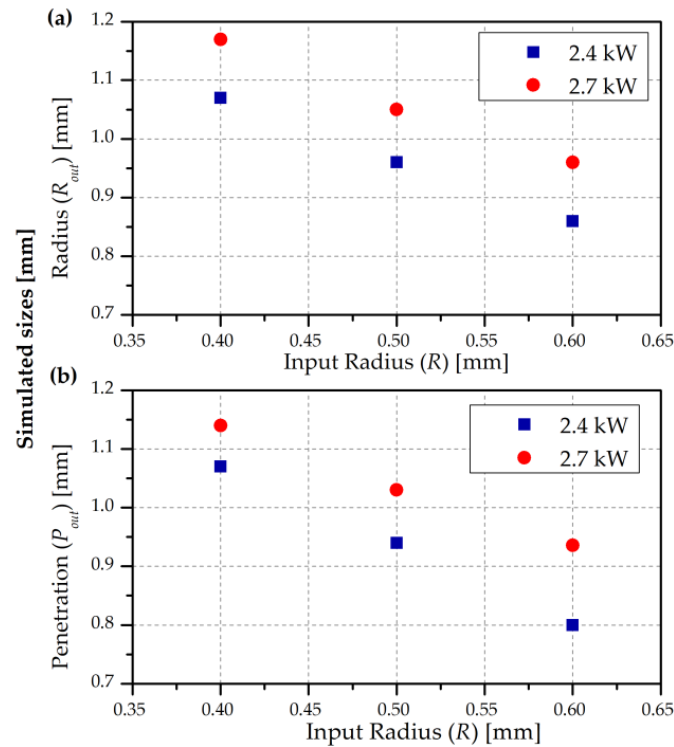 Simulated sizes [mm]
(a)
Radius (R_out) [mm]
1.2
1.1
1.0
0.9
0.8
0.7
2.4 kW
2.7 kW
0.35 0.40 0.45 0.50 0.55 0.60 0.65
Input Radius (R) [mm]
(b)
Penetration (P_out) [mm]
1.2
1.1
1.0
0.9
0.8
0.7
2.4 kW
2.7 kW
0.35 0.40 0.45 0.50 0.55 0.60 0.65
Input Radius (R) [mm]